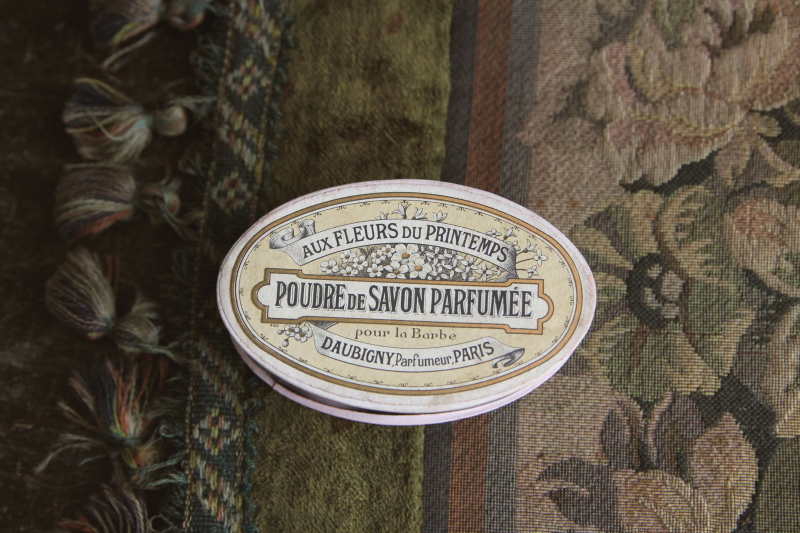 AUX FLEURS DU PRINTEMPS
POUDRE DE SAVON PARFUMÉE
pour la Barbe
DAUBIGNY, Parfumeur, PARIS